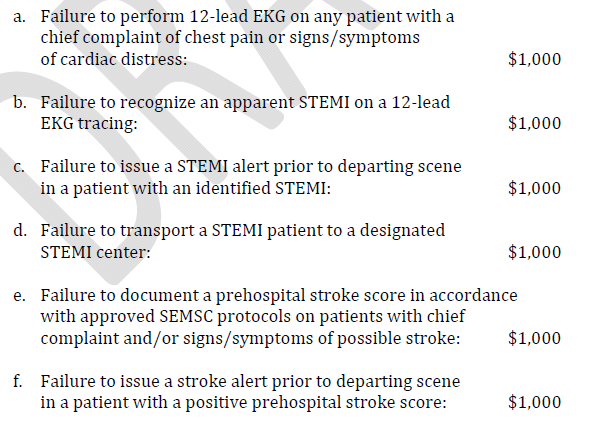 a. Failure to perform 12-lead EKG on any patient with a
chief complaint of chest pain or signs/symptoms
of cardiac distress: $1,000
b. Failure to recognize an apparent STEMI on a 12-lead
EKG tracing: $1,000
c. Failure to issue a STEMI alert prior to departing scene
in a patient with an identified STEMI: $1,000
d. Failure to transport a STEMI patient to a designated
STEMI center: $1,000
e. Failure to document a prehospital stroke score in accordance
with approved SEMSC protocols on patients with chief
complaint and/or signs/symptoms of possible stroke: $1,000
f. Failure to issue a stroke alert prior to departing scene
in a patient with a positive prehospital stroke score: $1,000